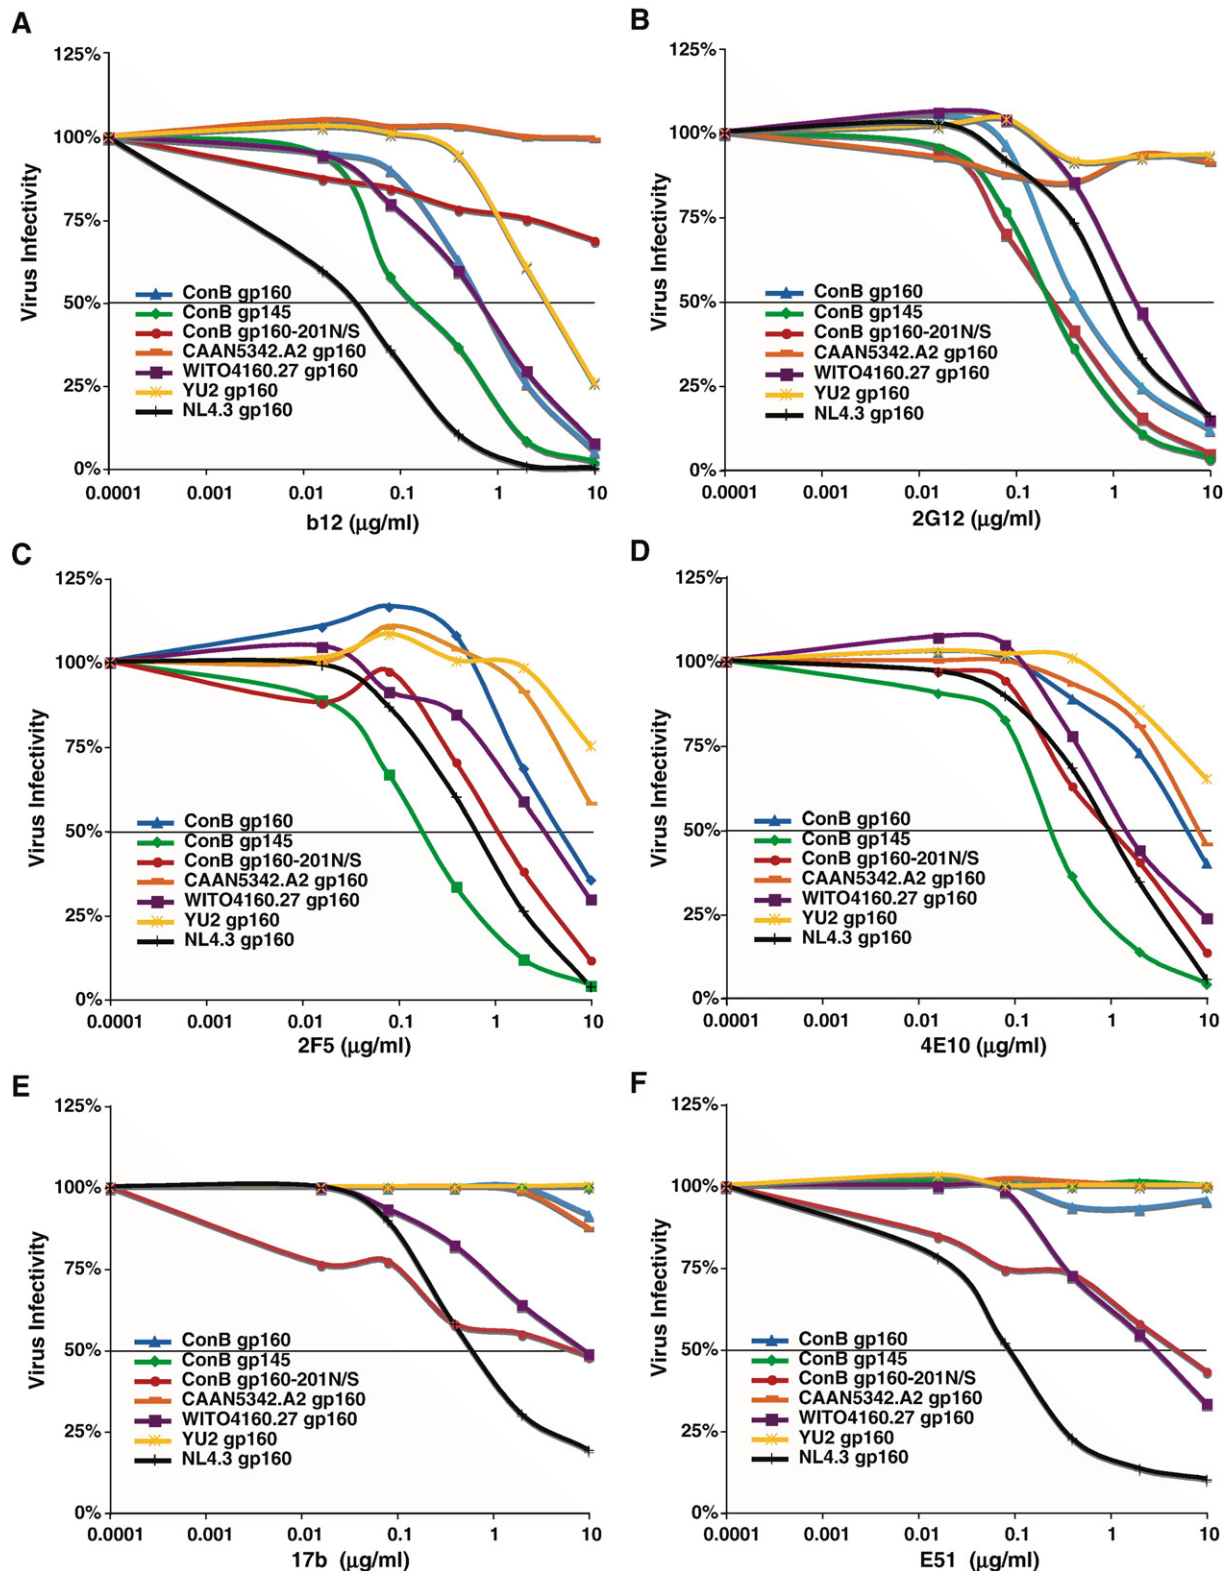 A
125%
100%
75%
50%
25%
0%
Virus Infectivity
ConB gp160
ConB gp145
ConB gp160-201N/S
CAAN5342.A2 gp160
WITO4160.27 gp160
YU2 gp160
NL4.3 gp160
0.0001 0.001 0.01 0.1 1 10
b12 (µg/ml)
B
125%
100%
75%
50%
25%
0%
Virus Infectivity
ConB gp160
ConB gp145
ConB gp160-201N/S
CAAN5342.A2 gp160
WITO4160.27 gp160
YU2 gp160
NL4.3 gp160
0.0001 0.001 0.01 0.1 1 10
2G12 (µg/ml)
C
125%
100%
75%
50%
25%
0%
Virus Infectivity
ConB gp160
ConB gp145
ConB gp160-201N/S
CAAN5342.A2 gp160
WITO4160.27 gp160
YU2 gp160
NL4.3 gp160
0.0001 0.001 0.01 0.1 1 10
2F5 (µg/ml)
D
125%
100%
75%
50%
25%
0%
Virus Infectivity
ConB gp160
ConB gp145
ConB gp160-201N/S
CAAN5342.A2 gp160
WITO4160.27 gp160
YU2 gp160
NL4.3 gp160
0.0001 0.001 0.01 0.1 1 10
4E10 (µg/ml)
E
125%
100%
75%
50%
25%
0%
Virus Infectivity
ConB gp160
ConB gp145
ConB gp160-201N/S
CAAN5342.A2 gp160
WITO4160.27 gp160
YU2 gp160
NL4.3 gp160
0.0001 0.001 0.01 0.1 1 10
17b (µg/ml)
F
125%
100%
75%
50%
25%
0%
Virus Infectivity
ConB gp160
ConB gp145
ConB gp160-201N/S
CAAN5342.A2 gp160
WITO4160.27 gp160
YU2 gp160
NL4.3 gp160
0.0001 0.001 0.01 0.1 1 10
E51 (µg/ml)